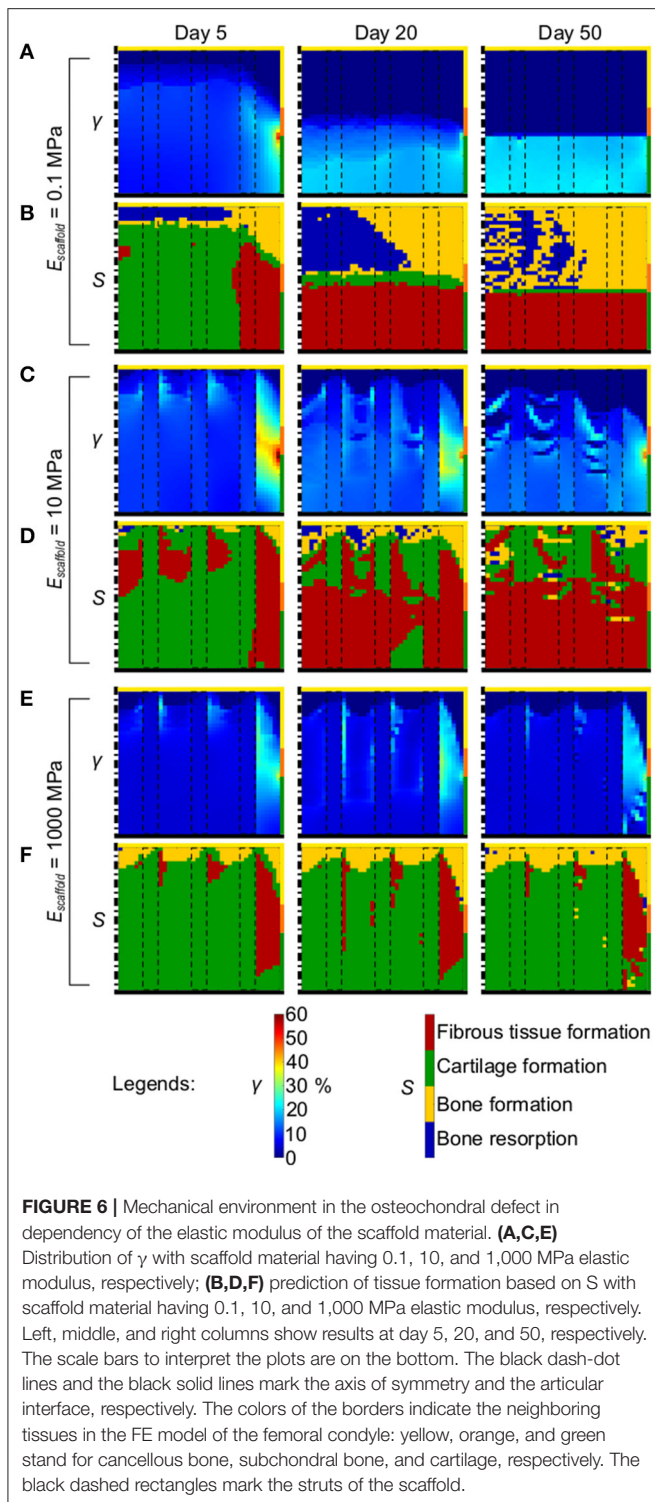 Day 5 Day 20 Day 50
A
γ
E_scaffold = 0.1 MPa
B
S
C
γ
E_scaffold = 10 MPa
D
S
E
γ
E_scaffold = 1000 MPa
F
S
Legends:
γ
60
50
40
30
20
10
0
%
S
Fibrous tissue formation
Cartilage formation
Bone formation
Bone resorption
FIGURE 6 | Mechanical environment in the osteochondral defect in
dependency of the elastic modulus of the scaffold material. (A,C,E)
Distribution of γ with scaffold material having 0.1, 10, and 1,000 MPa elastic
modulus, respectively; (B,D,F) prediction of tissue formation based on S with
scaffold material having 0.1, 10, and 1,000 MPa elastic modulus, respectively.
Left, middle, and right columns show results at day 5, 20, and 50, respectively.
The scale bars to interpret the plots are on the bottom. The black dash-dot
lines and the black solid lines mark the axis of symmetry and the articular
interface, respectively. The colors of the borders indicate the neighboring
tissues in the FE model of the femoral condyle: yellow, orange, and green
stand for cancellous bone, subchondral bone, and cartilage, respectively. The
black dashed rectangles mark the struts of the scaffold.